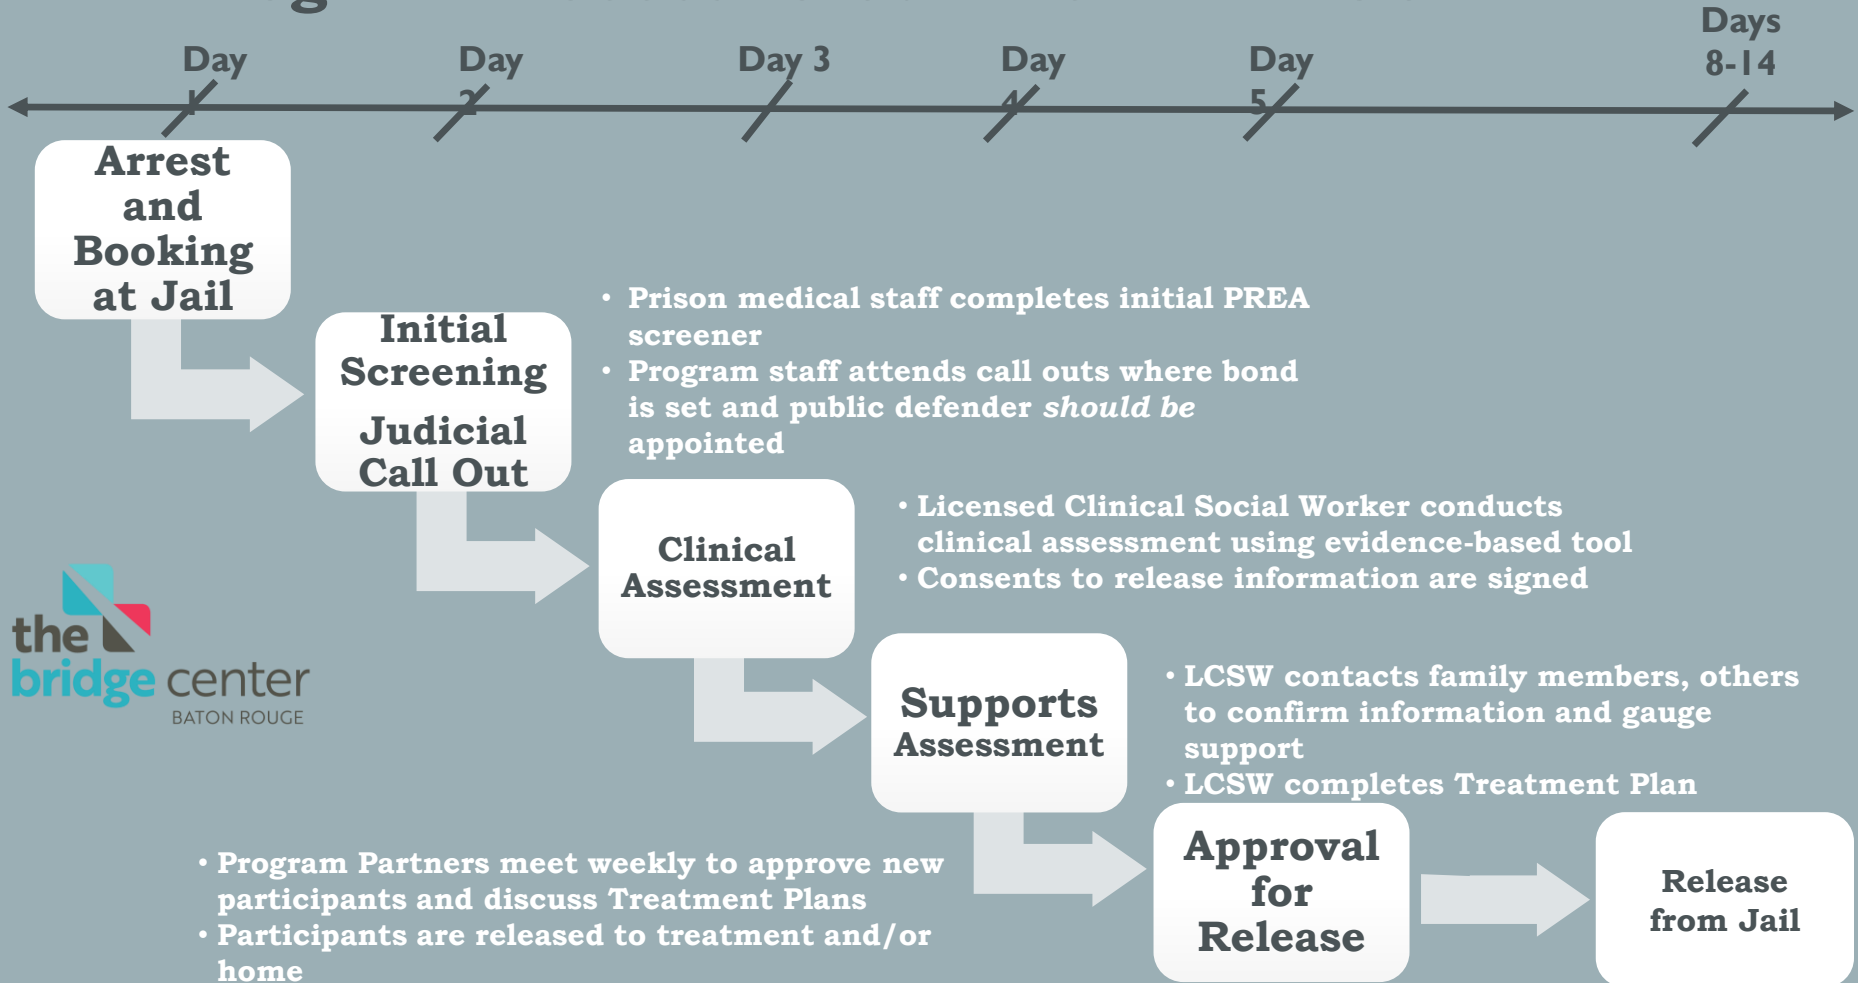 Days
8-14
Day
1
Day
2
Day 3
Day
4
Day
5
Arrest
and
Booking
at Jail
Initial
Screening
Judicial
Call Out
• Prison medical staff completes initial PREA
screener
• Program staff attends call outs where bond
is set and public defender should be
appointed
Clinical
Assessment
• Licensed Clinical Social Worker conducts
clinical assessment using evidence-based tool
• Consents to release information are signed
the
bridge center
BATON ROUGE
Supports
Assessment
• LCSW contacts family members, others
to confirm information and gauge
support
• LCSW completes Treatment Plan
Approval
for
Release
Release
from Jail
• Program Partners meet weekly to approve new
participants and discuss Treatment Plans
• Participants are released to treatment and/or
home